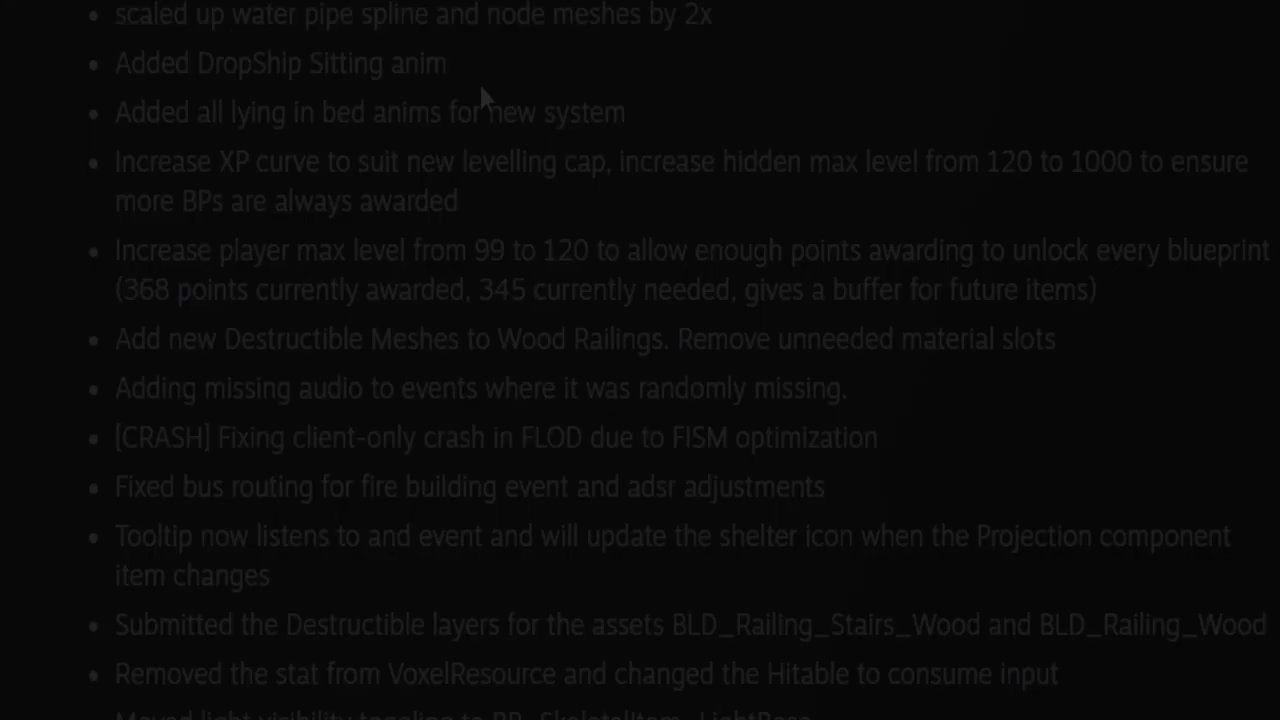 scaled up water pipe spline and node meshes by 2x
Added DropShip Sitting anim
Added all lying in bed anims for new system
Increase XP curve to suit new levelling cap, increase hidden max level from 120 to 1000 to ensure
more BPs are always awarded
Increase player max level from 99 to 120 to allow enough points awarding to unlock every blueprint
(368 points currently awarded, 345 currently needed, gives a buffer for future items)
Add new Destructible Meshes to Wood Railings. Remove unneeded material slots
Adding missing audio to events where it was randomly missing.
[CRASH] Fixing client-only crash in FLOD due to FISM optimization
Fixed bus routing for fire building event and adsr adjustments
Tooltip now listens to and event and will update the shelter icon when the Projection component
item changes
Submitted the Destructible layers for the assets BLD_Railing_Stairs_Wood and BLD_Railing_Wood
Removed the stat from VoxelResource and changed the Hitable to consume input
Moved light visibility toggling to BP_SkeletalItem_LightBase